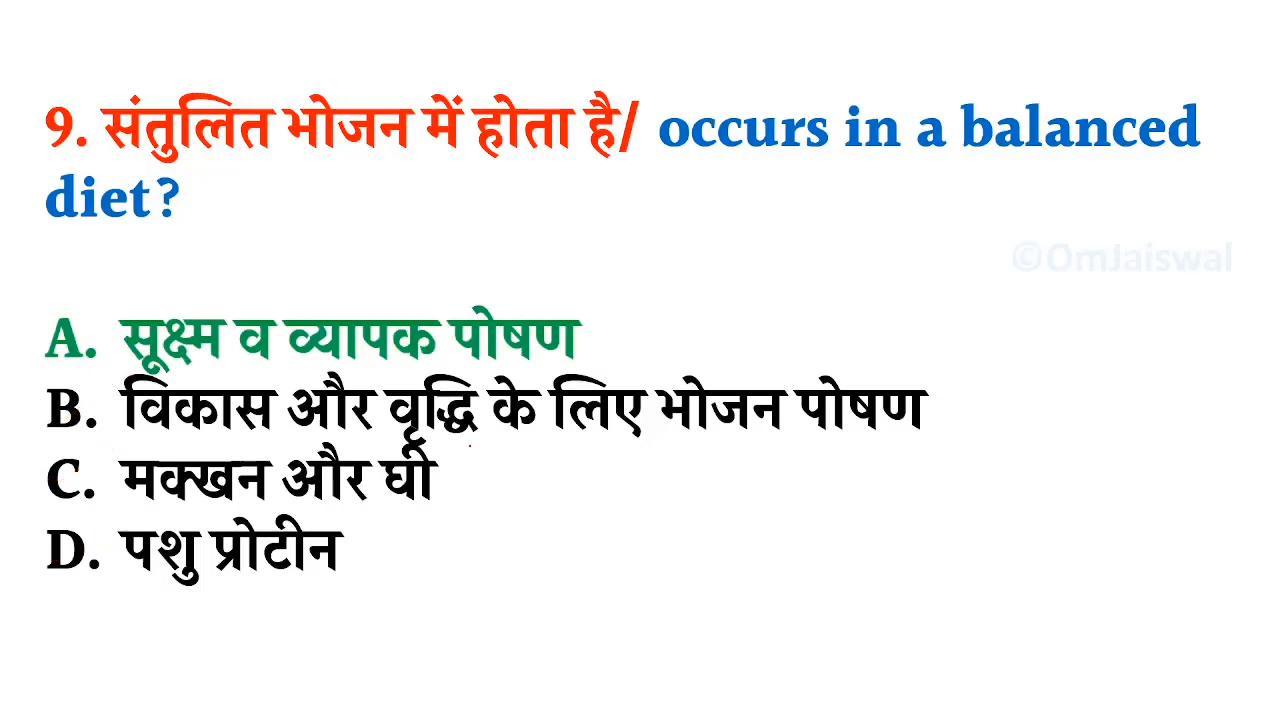 9. संतुलित भोजन में होता है/ occurs in a balanced
diet?
©OmJaiswal
A. सूक्ष्म व व्यापक पोषण
B. विकास और वृद्धि के लिए भोजन पोषण
C. मक्खन और घी
D. पशु प्रोटीन